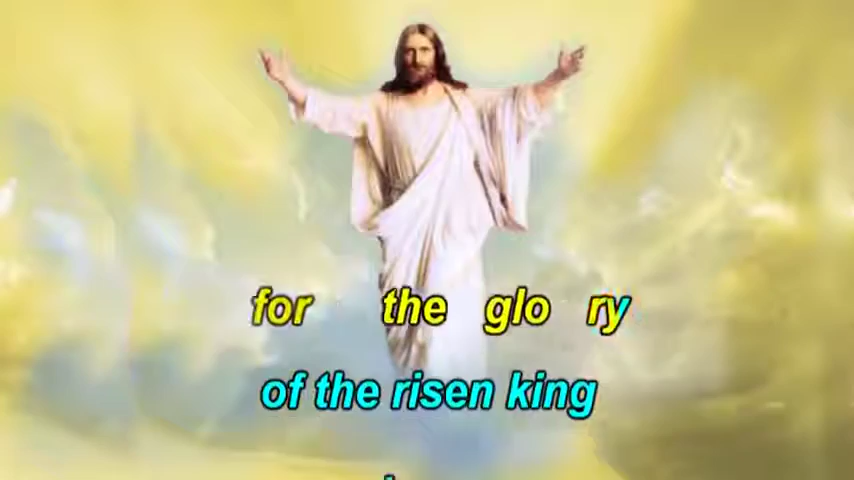 for the glo ry
of the risen king